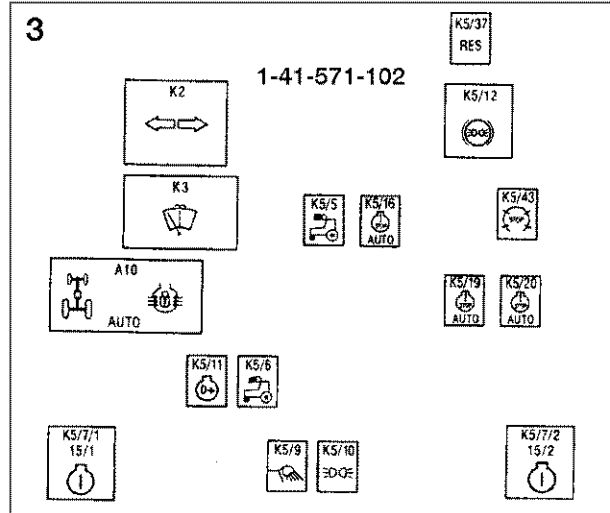 3
K5/37
RES
1-41-571-102
K2
K5/12
K3
K5/5
K5/16
AUTO
K5/43
STOP
A10
AUTO
K5/19
AUTO
K5/20
AUTO
K5/11
D+
K5/6
K5/7/1
15/1
K5/9
K5/10
K5/7/2
15/2